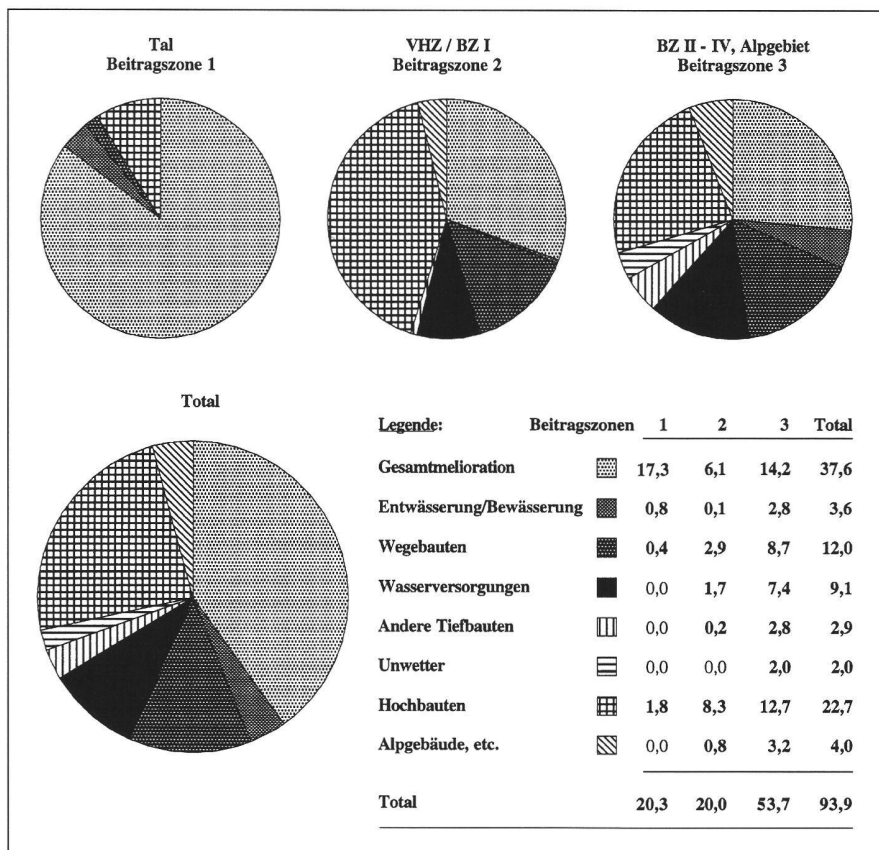 Tal
Beitragszone 1
VHZ / BZ I
Beitragszone 2
BZ II - IV, Alpgebiet
Beitragszone 3
Total
Legende: Beitragszonen 1 2 3 Total
Gesamtmelioration 17,3 6,1 14,2 37,6
Entwässerung/Bewässerung 0,8 0,1 2,8 3,6
Wegebauten 0,4 2,9 8,7 12,0
Wasserversorgungen 0,0 1,7 7,4 9,1
Andere Tiefbauten 0,0 0,2 2,8 2,9
Unwetter 0,0 0,0 2,0 2,0
Hochbauten 1,8 8,3 12,7 22,7
Alpgebäude, etc. 0,0 0,8 3,2 4,0
Total 20,3 20,0 53,7 93,9